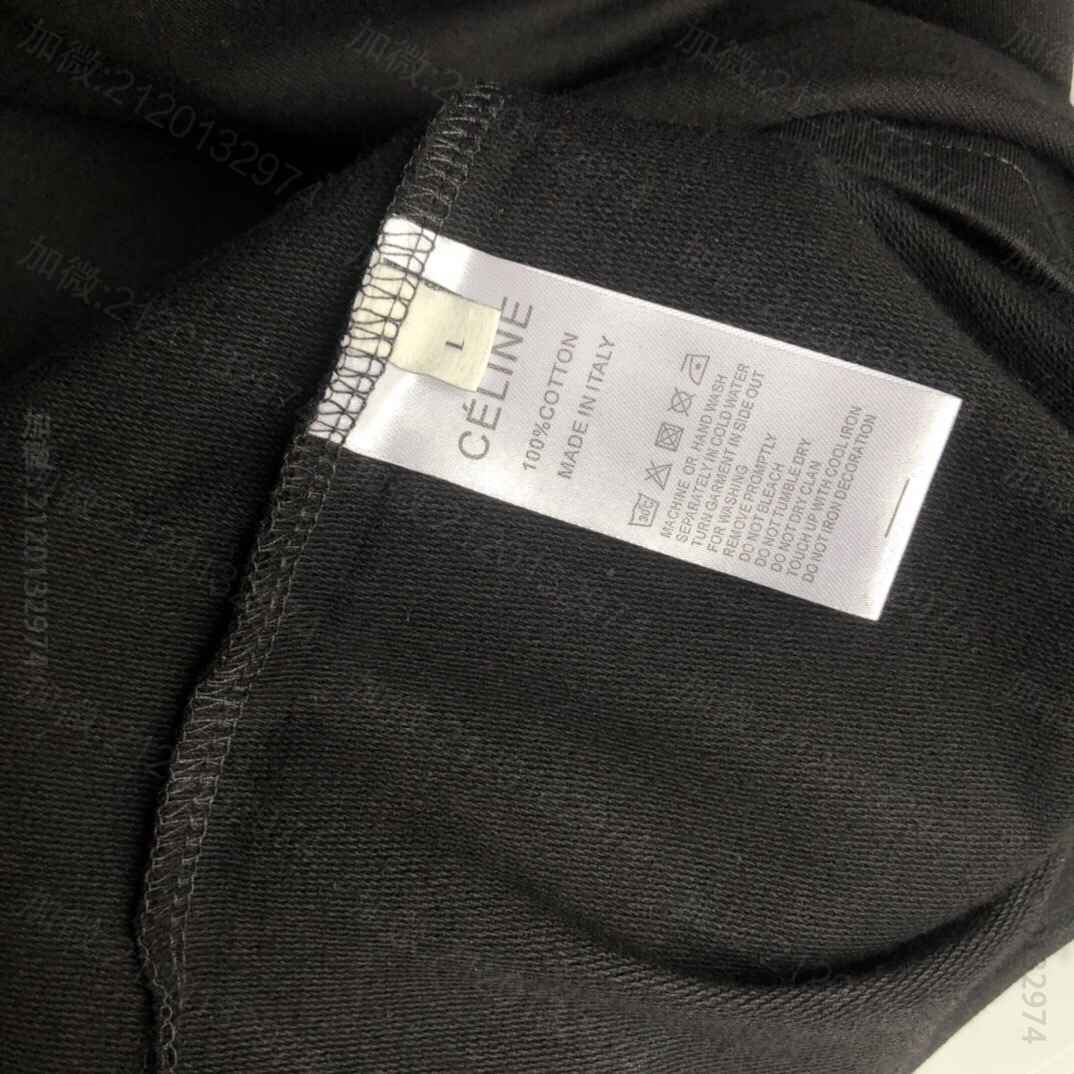 加微:2120132974
L
CÉLINE
100%COTTON
MADE IN ITALY
30℃
MACHINE OR HAND WASH
SEPARATELY IN COLD WATER
TURN GARMENT IN SIDE OUT
FOR WASHING
REMOVE PROMPTLY
DO NOT BLEACH
DO NOT TUMBLE DRY
DO NOT DRY CLAN
TOUCH UP WITH COOL IRON
DO NOT IRON DECORATION